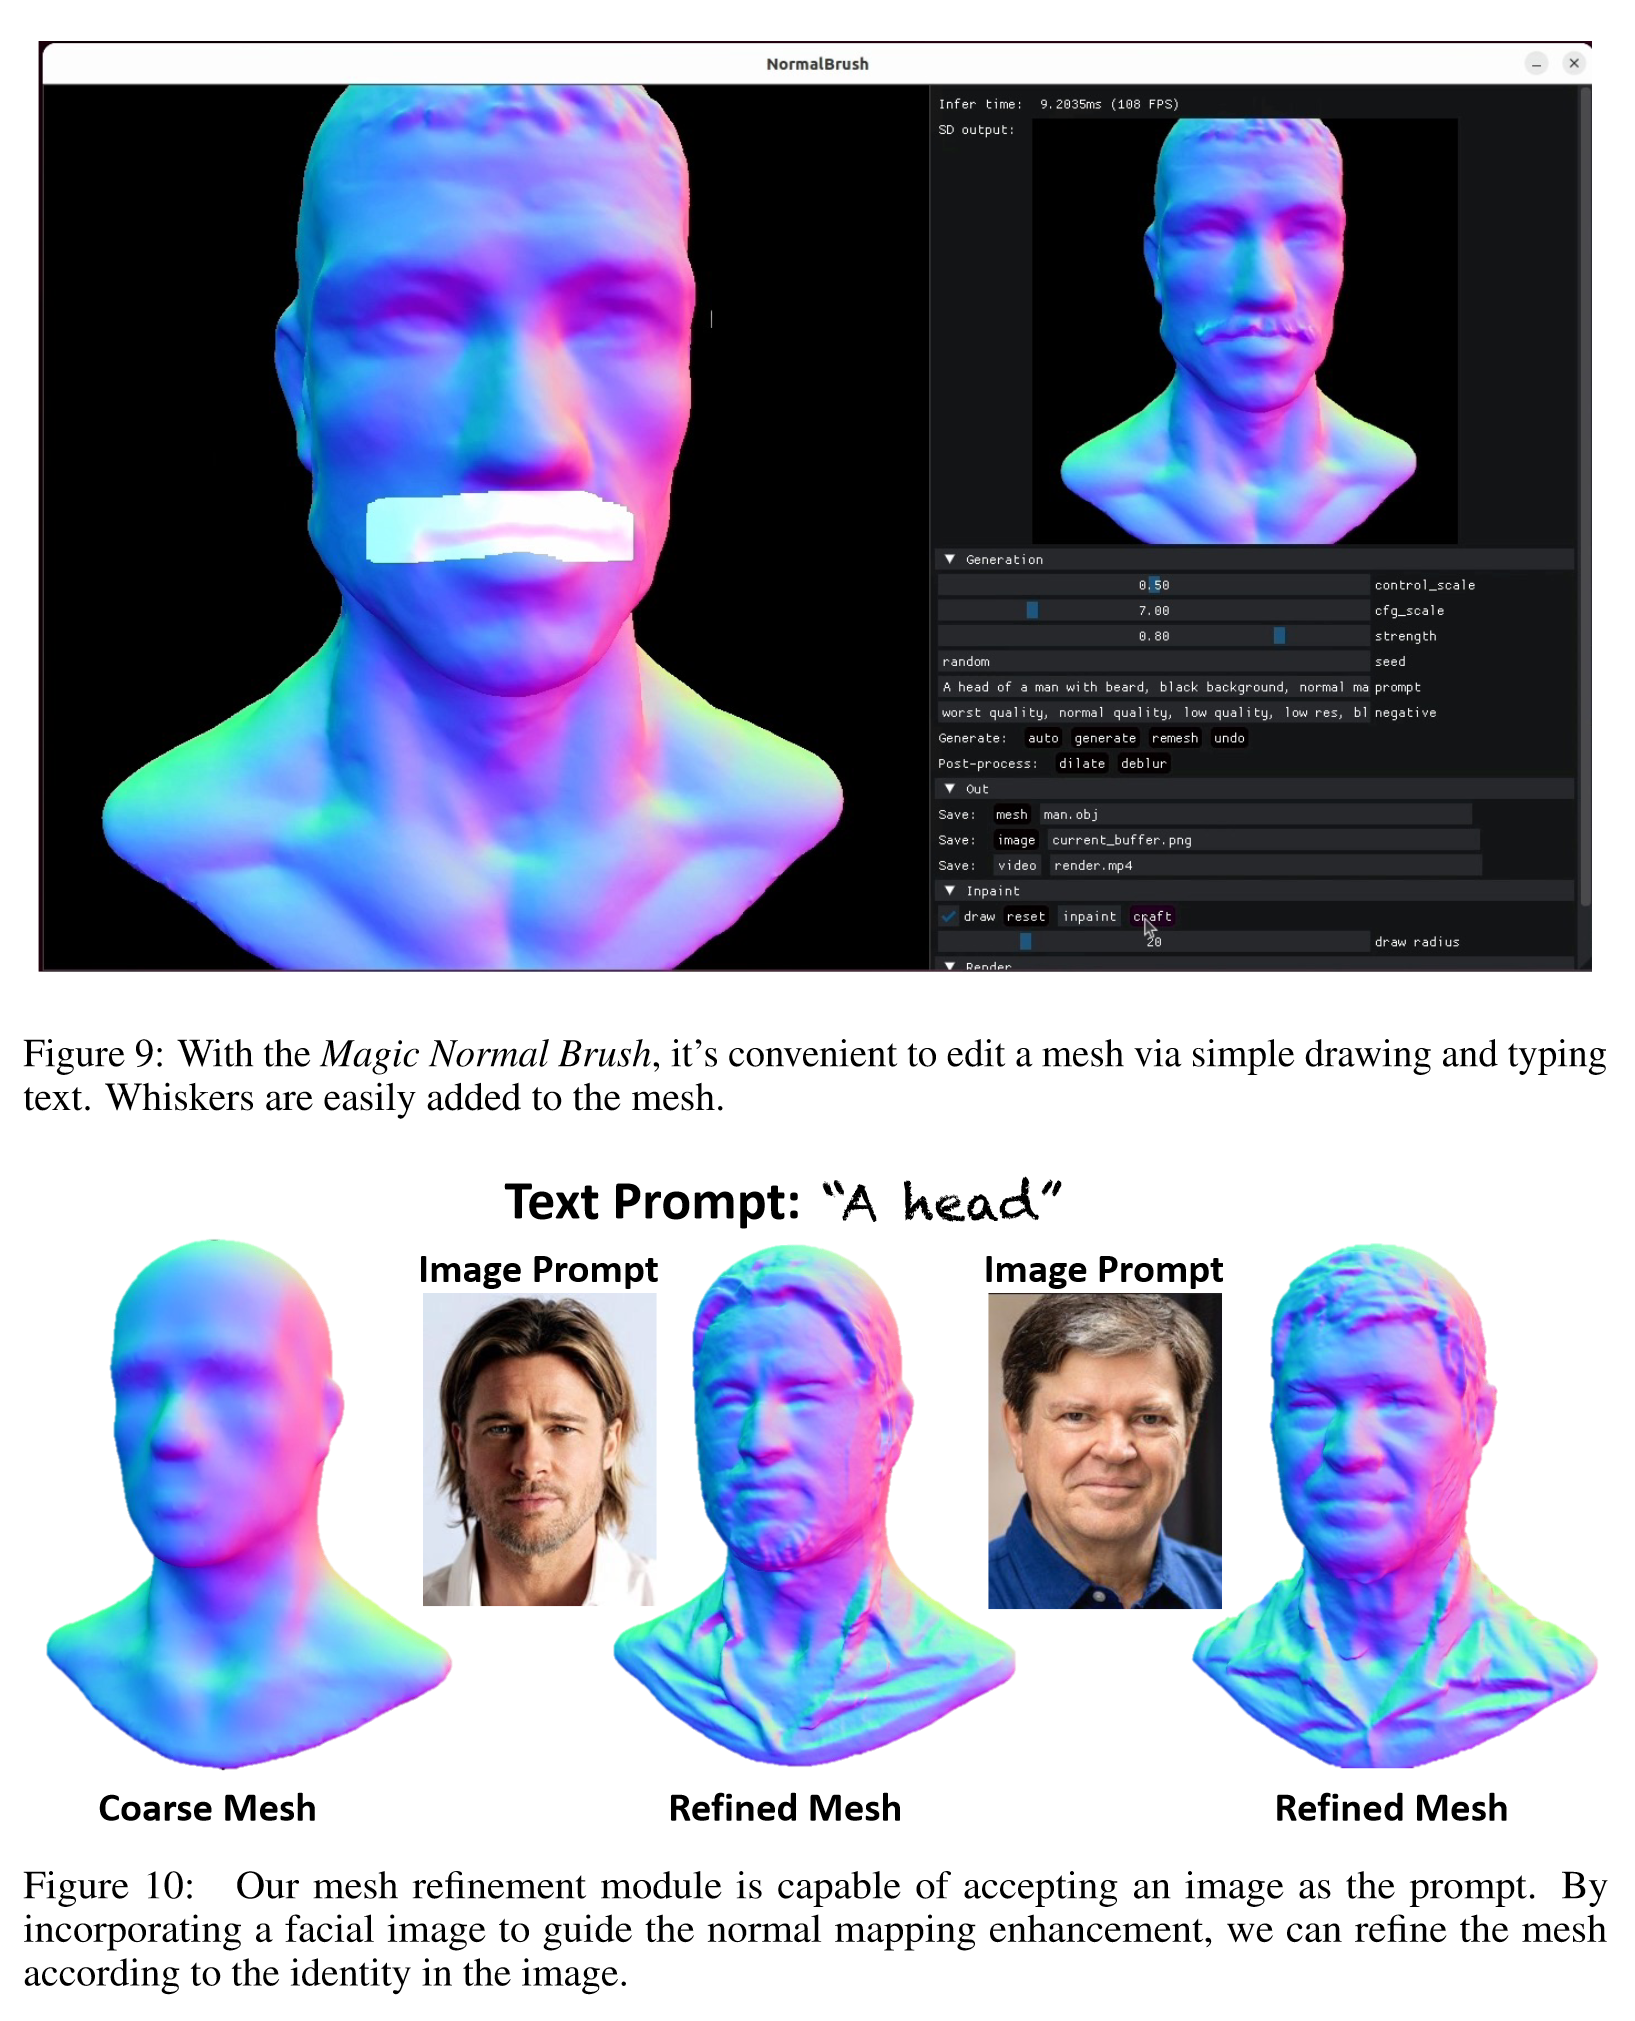 NormalBrush
Infer time: 9.2035ms (108 FPS)
SD output:
Generation
0.50 control_scale
7.00 cfg_scale
0.80 strength
random seed
A head of a man with beard, black background, normal ma prompt
worst quality, normal quality, low quality, low res, bl negative
Generate: auto generate remesh undo
Post-process: dilate deblur
Out
Save: mesh man.obj
Save: image current_buffer.png
Save: video render.mp4
Inpaint
draw reset inpaint craft
20 draw radius
Render
Figure 9: With the Magic Normal Brush, it's convenient to edit a mesh via simple drawing and typing
text. Whiskers are easily added to the mesh.
Text Prompt: "A head"
Image Prompt Image Prompt
Coarse Mesh Refined Mesh Refined Mesh
Figure 10: Our mesh refinement module is capable of accepting an image as the prompt. By
incorporating a facial image to guide the normal mapping enhancement, we can refine the mesh
according to the identity in the image.